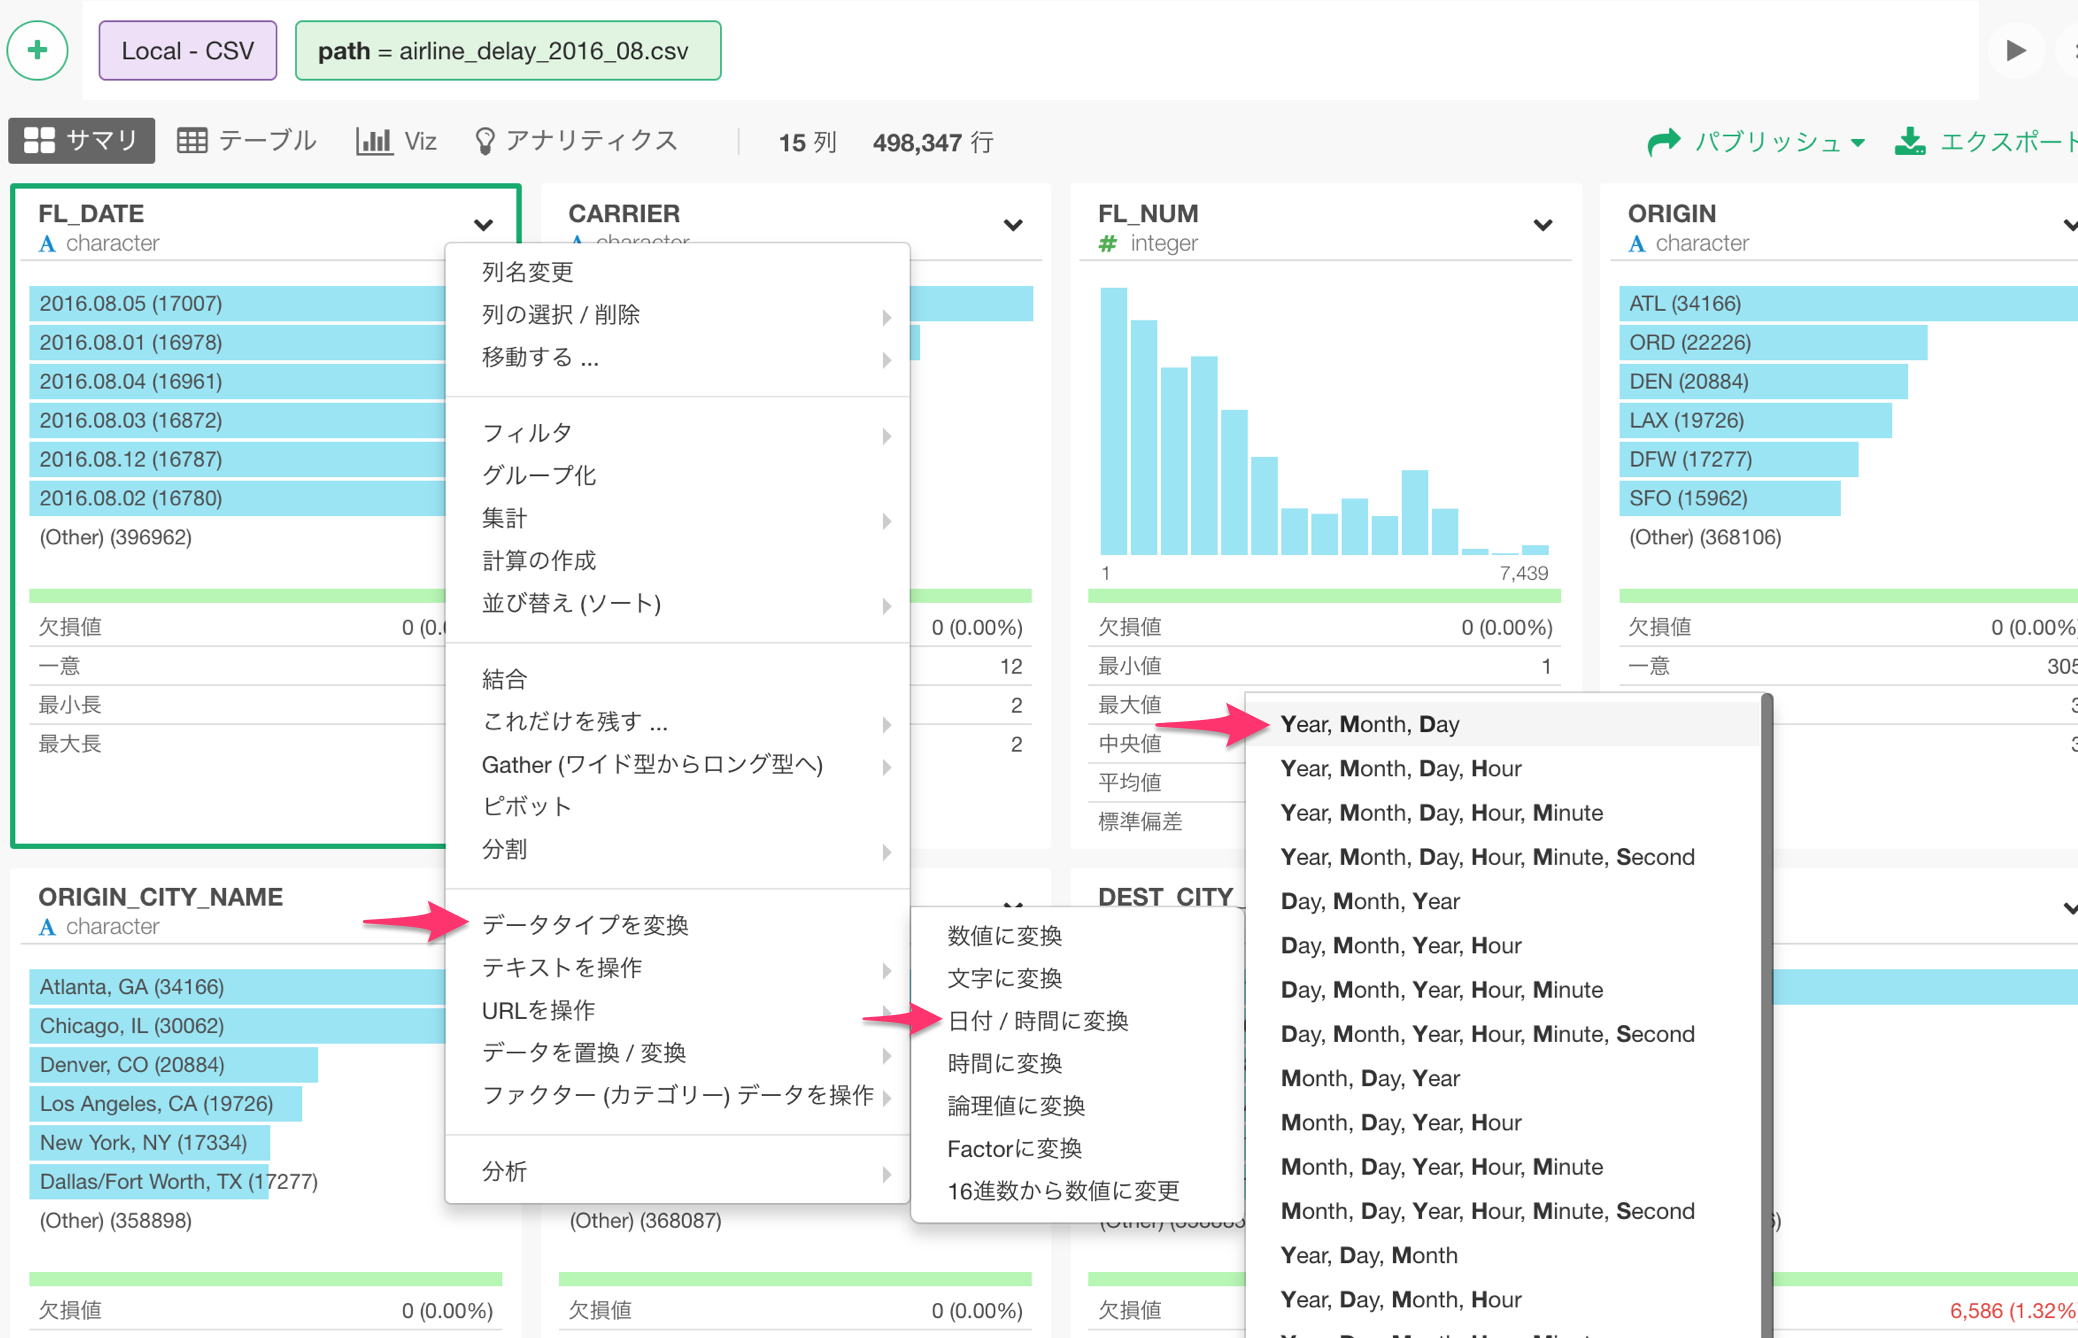 Local - CSV
path = airline_delay_2016_08.csv
サマリ
テーブル
Viz
アナリティクス
15 列
498,347 行
パブリッシュ
エクスポート
FL_DATE
character
2016.08.05 (17007)
2016.08.01 (16978)
2016.08.04 (16961)
2016.08.03 (16872)
2016.08.12 (16787)
2016.08.02 (16780)
(Other) (396962)
欠損値
0 (0.
一意
最小長
最大長
CARRIER
character
0 (0.00%)
12
2
2
FL_NUM
integer
1
7,439
欠損値
0 (0.00%)
最小値
1
最大値
中央値
平均値
標準偏差
ORIGIN
character
ATL (34166)
ORD (22226)
DEN (20884)
LAX (19726)
DFW (17277)
SFO (15962)
(Other) (368106)
欠損値
0 (0.00%)
一意
305
3
3
列名変更
列の選択 / 削除
移動する ...
フィルタ
グループ化
集計
計算の作成
並び替え (ソート)
結合
これだけを残す ...
Gather (ワイド型からロング型へ)
ピボット
分割
データタイプを変換
テキストを操作
URLを操作
データを置換 / 変換
ファクター (カテゴリー) データを操作
分析
数値に変換
文字に変換
日付 / 時間に変換
時間に変換
論理値に変換
Factorに変換
16進数から数値に変更
Year, Month, Day
Year, Month, Day, Hour
Year, Month, Day, Hour, Minute
Year, Month, Day, Hour, Minute, Second
Day, Month, Year
Day, Month, Year, Hour
Day, Month, Year, Hour, Minute
Day, Month, Year, Hour, Minute, Second
Month, Day, Year
Month, Day, Year, Hour
Month, Day, Year, Hour, Minute
Month, Day, Year, Hour, Minute, Second
Year, Day, Month
Year, Day, Month, Hour
ORIGIN_CITY_NAME
character
Atlanta, GA (34166)
Chicago, IL (30062)
Denver, CO (20884)
Los Angeles, CA (19726)
New York, NY (17334)
Dallas/Fort Worth, TX (17277)
(Other) (358898)
欠損値
0 (0.00%)
(Other) (368087)
欠損値
0 (0.00%)
DEST_CITY_
欠損値
6,586 (1.32%)